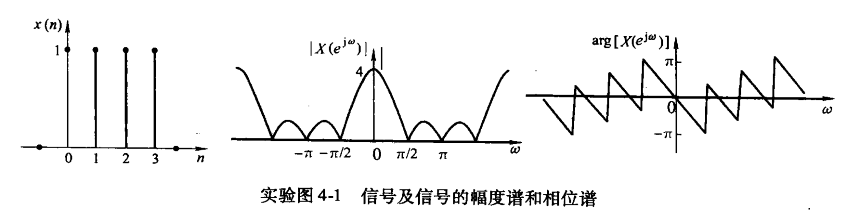 x(n)
1
0 1 2 3 n
|X(e^{jω})|
4
-π -π/2 0 π/2 π ω
arg[X(e^{jω})]
π
0
ω
-π
实验图 4-1 信号及信号的幅度谱和相位谱